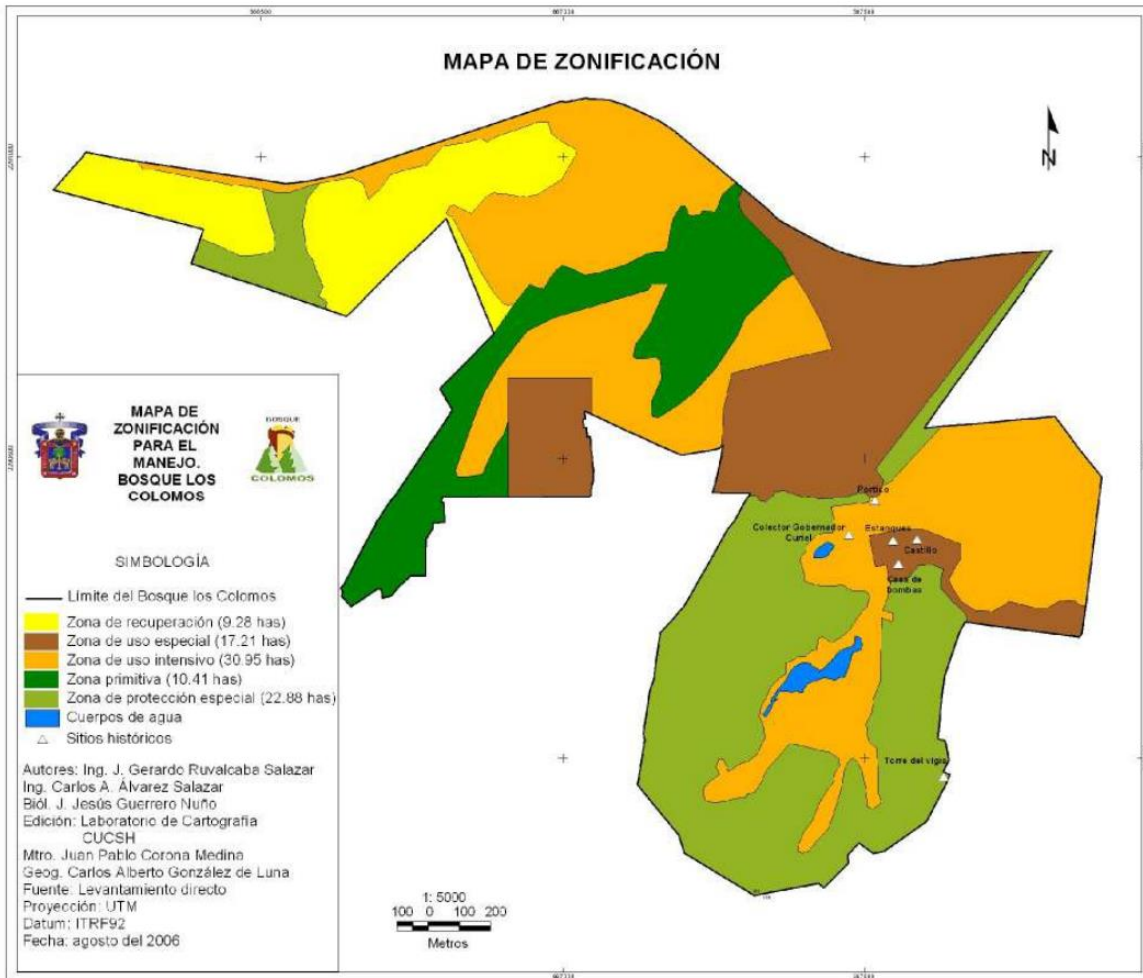 MAPA DE ZONIFICACIÓN
N
MAPA DE
ZONIFICACIÓN
PARA EL
MANEJO.
BOSQUE LOS
COLOMOS
BOSQUE
COLOMOS
SIMBOLOGÍA
Límite del Bosque los Colomos
Zona de recuperación (9.28 has)
Zona de uso especial (17.21 has)
Zona de uso intensivo (30.95 has)
Zona primitiva (10.41 has)
Zona de protección especial (22.88 has)
Cuerpos de agua
Sitios históricos
Autores: Ing. J. Gerardo Ruvalcaba Salazar
Ing. Carlos A. Álvarez Salazar
Biól. J. Jesús Guerrero Nuño
Edición: Laboratorio de Cartografía
CUCSH
Mtro. Juan Pablo Corona Medina
Geog. Carlos Alberto González de Luna
Fuente: Levantamiento directo
Proyección: UTM
Datum: ITRF92
Fecha: agosto del 2006
Portico
Colector Gobernador
Curiel
Estanques
Castillo
Casa de
bombas
Torre del vigia
1: 5000
100 0 100 200
Metros